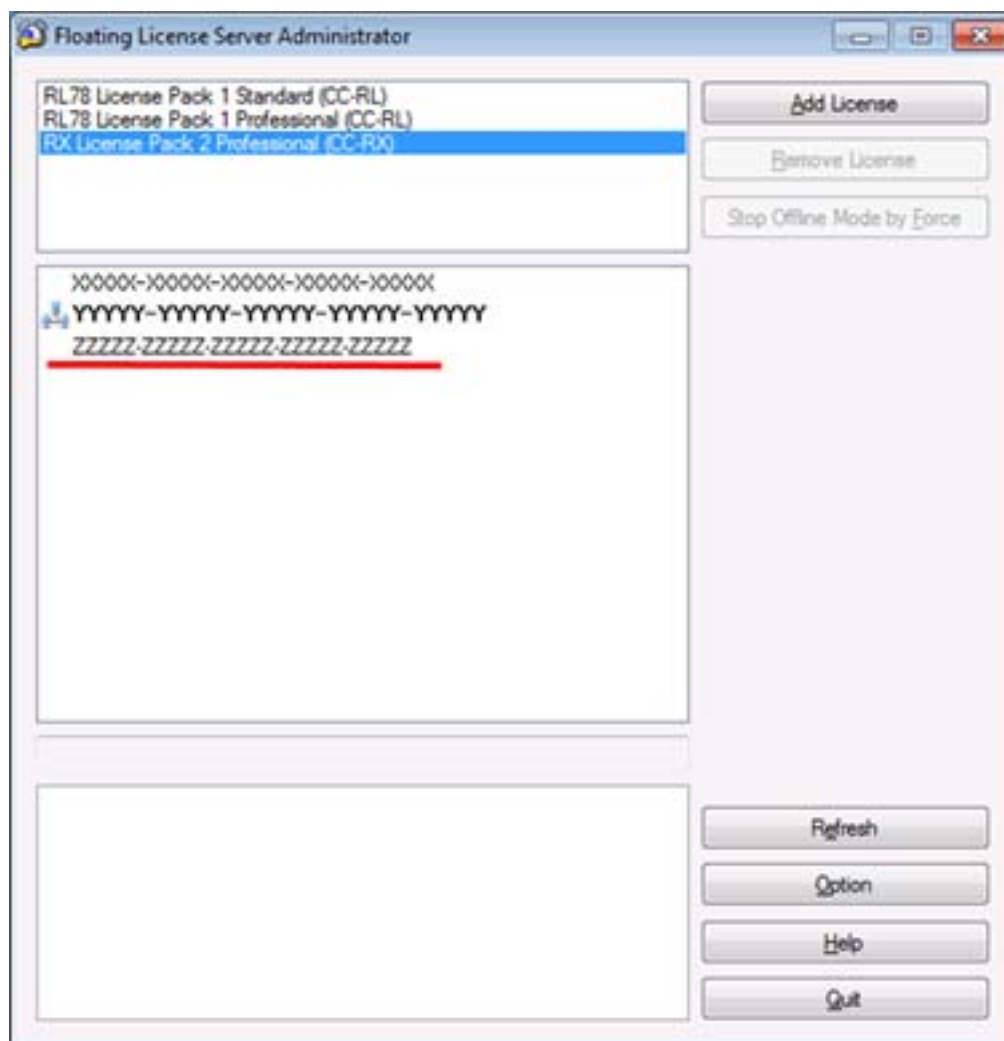 Floating License Server Administrator
RL78 License Pack 1 Standard (CC-RL)
RL78 License Pack 1 Professional (CC-RL)
RX License Pack 2 Professional (CC-RX)
Add License
Remove License
Stop Offline Mode by Force
XXXXX-XXXXX-XXXXX-XXXXX-XXXXX
YYYYY-YYYYY-YYYYY-YYYYY-YYYYY
ZZZZZ-ZZZZZ-ZZZZZ-ZZZZZ-ZZZZZ
Refresh
Option
Help
Quit